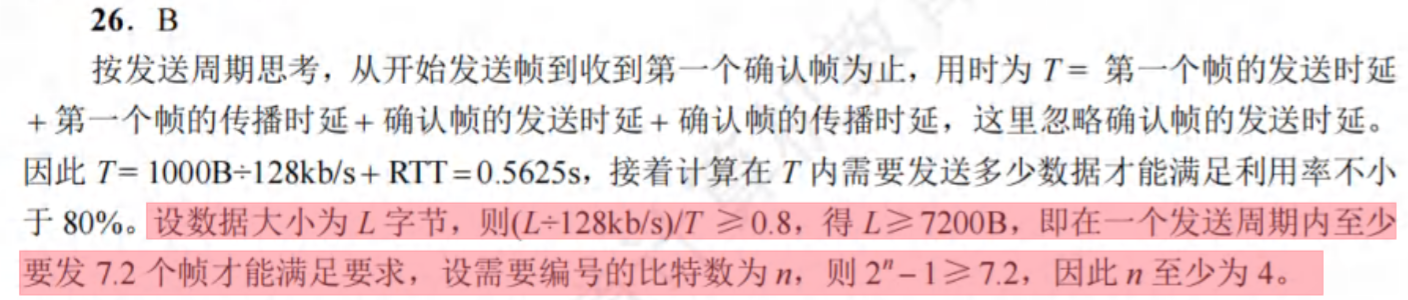 26. B
按发送周期思考，从开始发送帧到收到第一个确认帧为止，用时为 T= 第一个帧的发送时延
+第一个帧的传播时延+确认帧的发送时延+确认帧的传播时延，这里忽略确认帧的发送时延。
因此 T=1000B÷128kb/s+RTT=0.5625s，接着计算在 T 内需要发送多少数据才能满足利用率不小
于 80%。设数据大小为 L 字节，则(L÷128kb/s)/T ≥0.8，得 L≥7200B，即在一个发送周期内至少
要发 7.2 个帧才能满足要求，设需要编号的比特数为 n，则 2ⁿ−1≥7.2，因此 n 至少为 4。